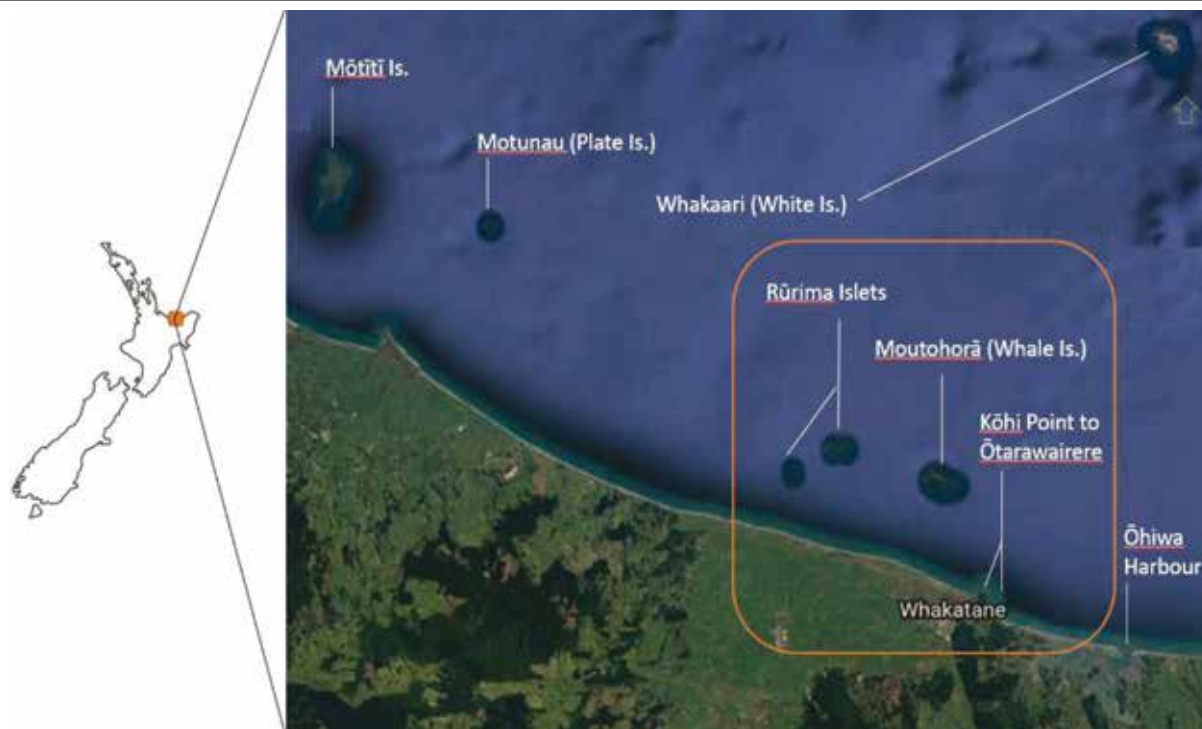 Mōtītī Is.
Motunau (Plate Is.)
Whakaari (White Is.)
Rūrima Islets
Moutohorā (Whale Is.)
Kōhi Point to
Ōtarawairere
Ōhiwa
Harbour
Whakatane